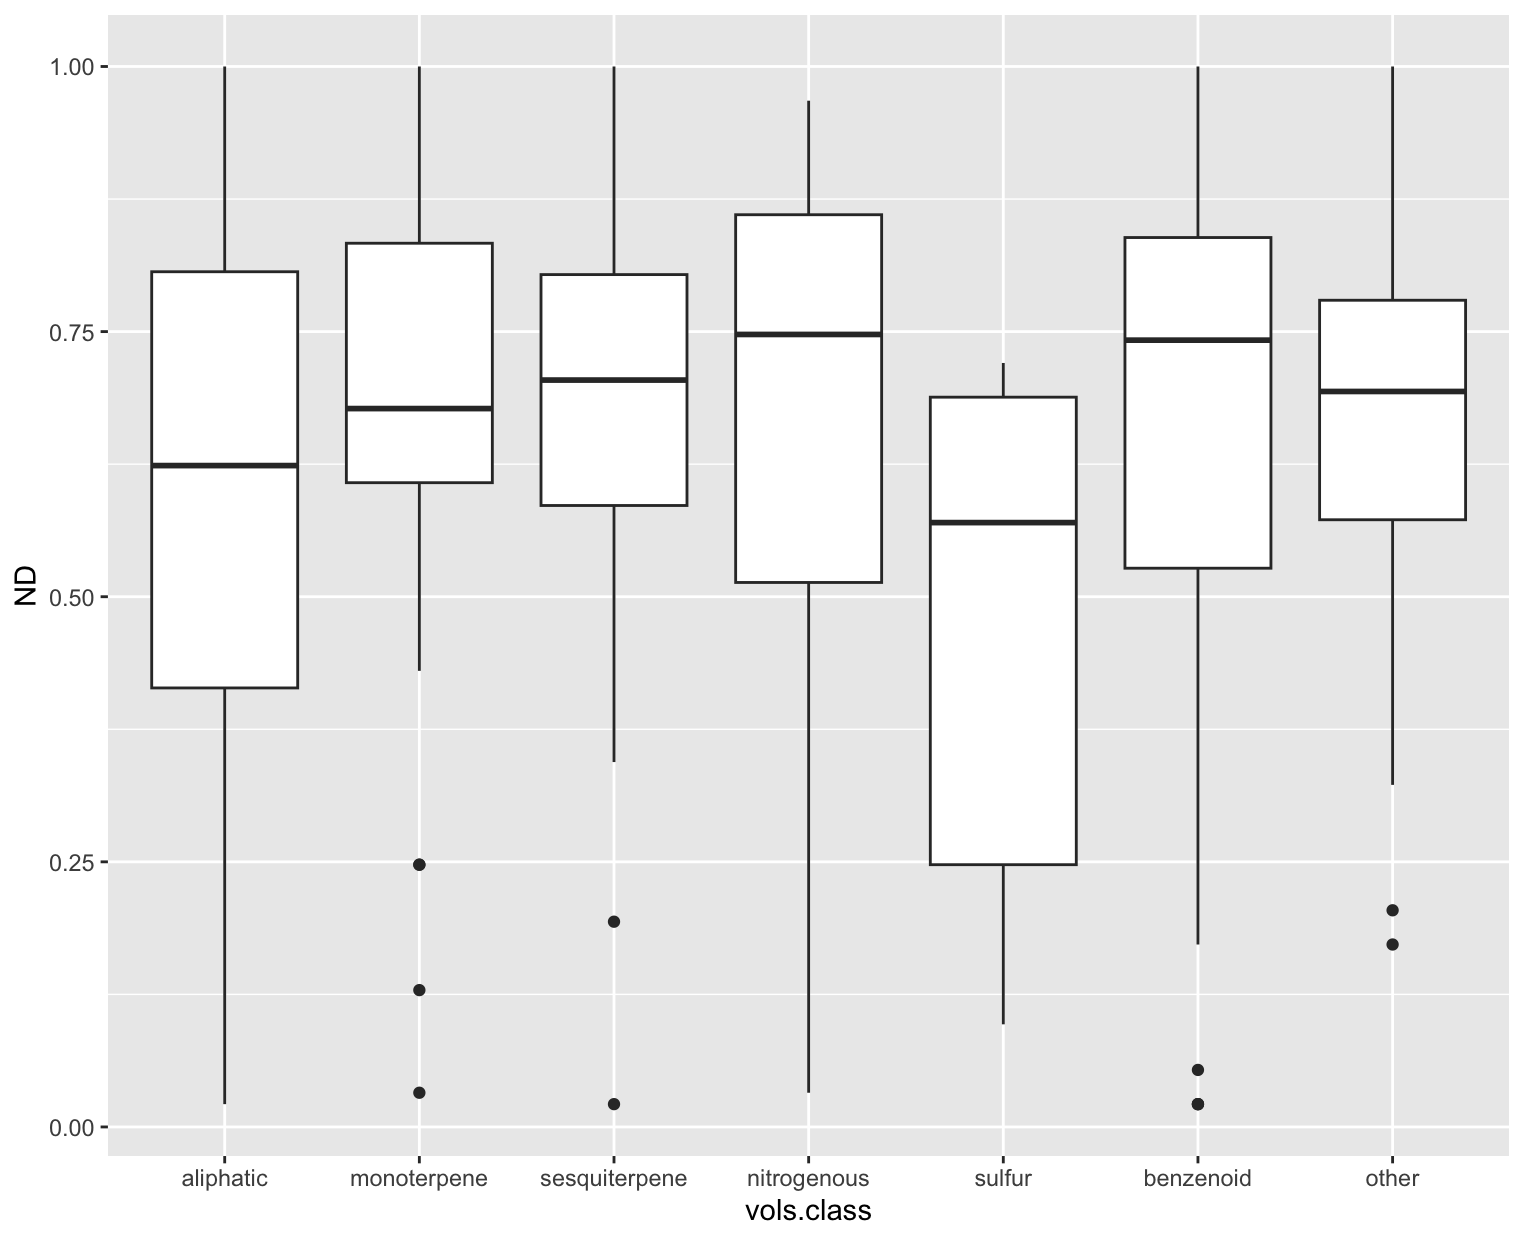 1.00
0.75
0.50
0.25
0.00
ND
aliphatic monoterpene sesquiterpene nitrogenous sulfur benzenoid other
vols.class